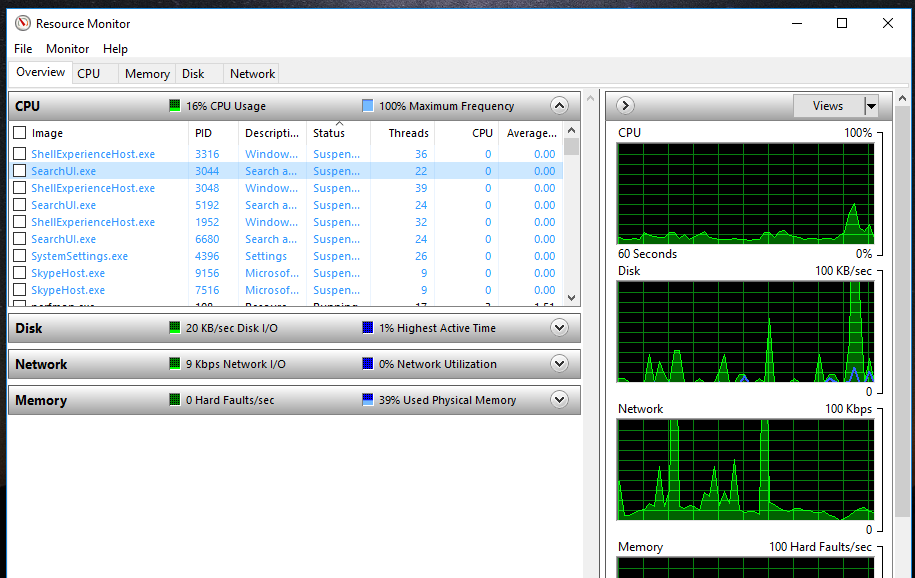 Resource Monitor
File Monitor Help
Overview CPU Memory Disk Network
CPU 16% CPU Usage 100% Maximum Frequency
Image PID Descripti... Status Threads CPU Average...
ShellExperienceHost.exe 3316 Window... Suspen... 36 0 0.00
SearchUI.exe 3044 Search a... Suspen... 22 0 0.00
ShellExperienceHost.exe 3048 Window... Suspen... 39 0 0.00
SearchUI.exe 5192 Search a... Suspen... 24 0 0.00
ShellExperienceHost.exe 1952 Window... Suspen... 32 0 0.00
SearchUI.exe 6680 Search a... Suspen... 24 0 0.00
SystemSettings.exe 4396 Settings Suspen... 26 0 0.00
SkypeHost.exe 9156 Microsof... Suspen... 9 0 0.00
SkypeHost.exe 7516 Microsof... Suspen... 9 0 0.00
Disk 20 KB/sec Disk I/O 1% Highest Active Time
Network 9 Kbps Network I/O 0% Network Utilization
Memory 0 Hard Faults/sec 39% Used Physical Memory
Views
CPU 100%
60 Seconds 0%
Disk 100 KB/sec
0
Network 100 Kbps
0
Memory 100 Hard Faults/sec